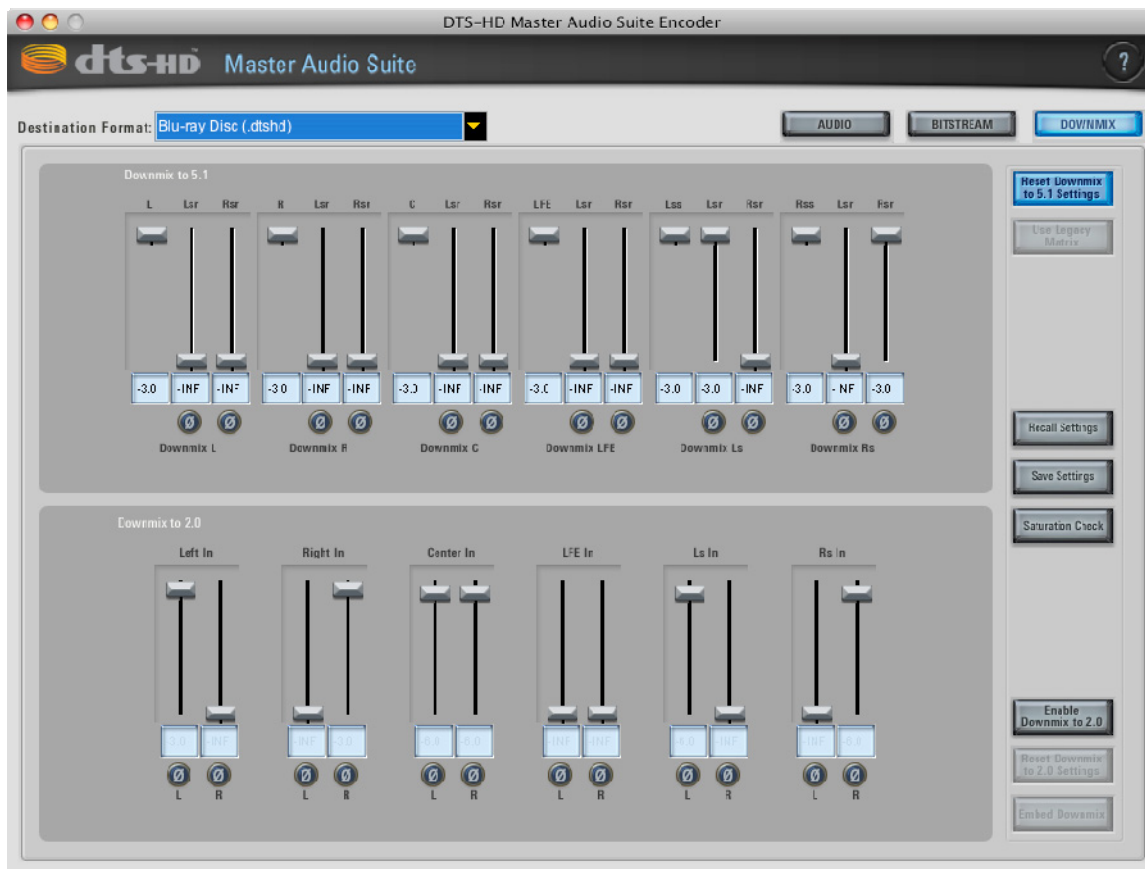 DTS-HD Master Audio Suite Encoder
dts-HD Master Audio Suite ?
Destination Format: Blu-ray Disc (.dtshd) AUDIO BITSTREAM DOWNMIX
Downmix to 5.1
L Lsr Rsr R Lsr Rsr C Lsr Rsr LFE Lsr Rsr Lss Lsr Rsr Rss Lsr Rsr
-3.0 -INF -INF -3.0 -INF -INF -3.0 -INF -INF -3.0 -INF -INF -3.0 -3.0 -INF -3.0 -INF -3.0
Ø Ø Ø Ø Ø Ø Ø Ø Ø Ø Ø Ø
Downmix L Downmix R Downmix C Downmix LFE Downmix Ls Downmix Rs
Reset Downmix
to 5.1 Settings
Use Legacy
Matrix
Recall Settings
Save Settings
Saturation Check
Downmix to 2.0
Left In Right In Center In LFE In Ls In Rs In
-3.0 -INF -INF -3.0 -6.0 -6.0 -INF -INF -6.0 -INF -INF -6.0
Ø Ø Ø Ø Ø Ø Ø Ø Ø Ø Ø Ø
L R L R L R L R L R L R
Enable
Downmix to 2.0
Reset Downmix
to 2.0 Settings
Embed Downmix